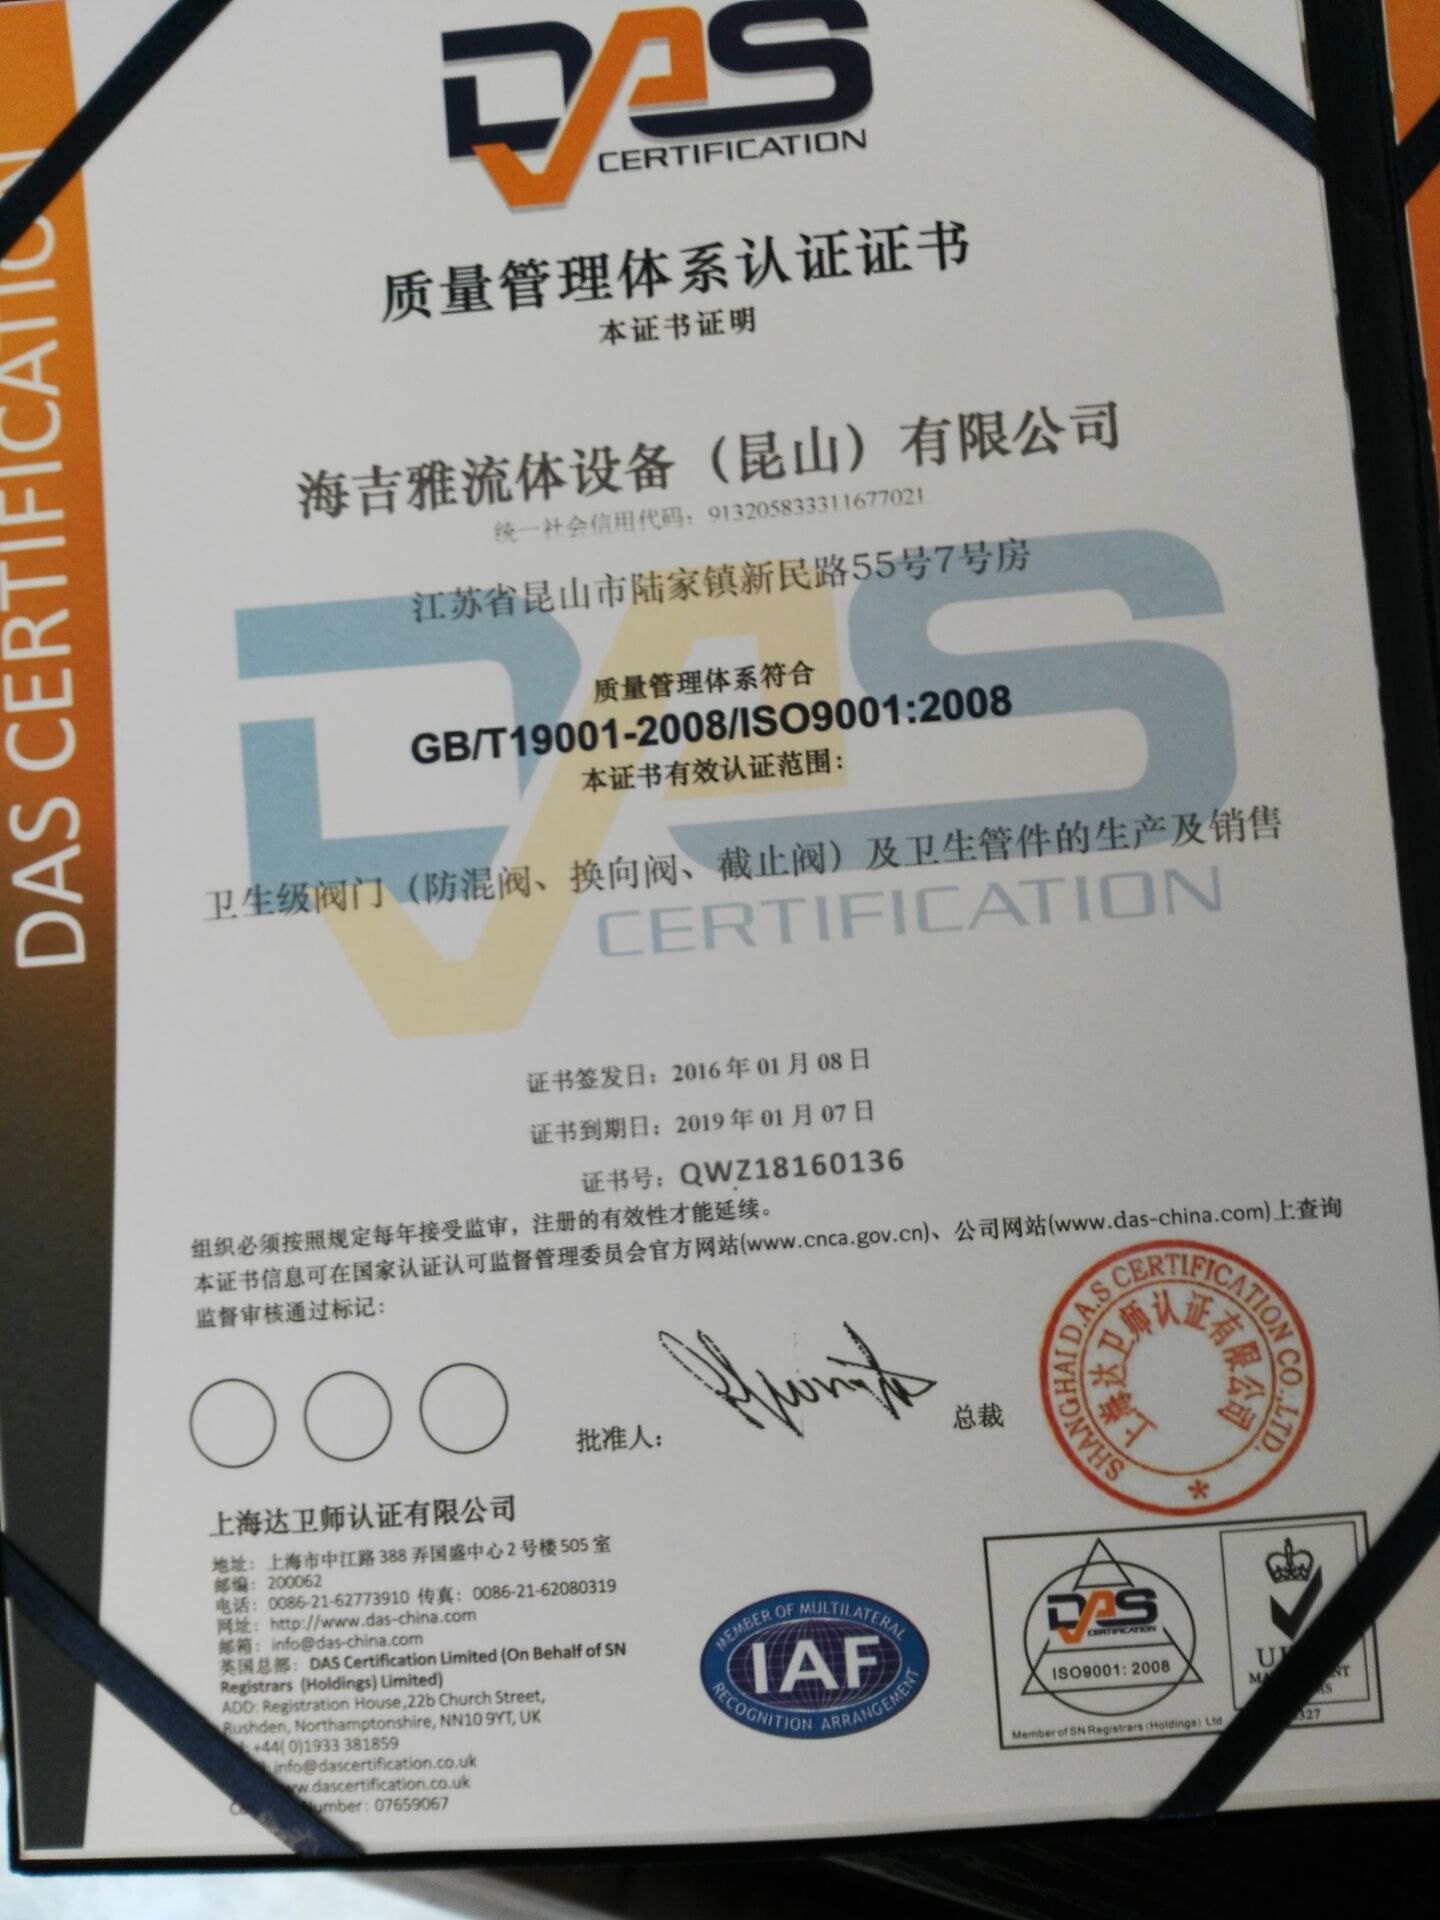 DAS
CERTIFICATION
DAS CERTIFICATION
质量管理体系认证证书
本证书证明
海吉雅流体设备（昆山）有限公司
统一社会信用代码：913205833311677021
江苏省昆山市陆家镇新民路55号7号房
质量管理体系符合
GB/T19001-2008/ISO9001:2008
本证书有效认证范围：
卫生级阀门（防混阀、换向阀、截止阀）及卫生管件的生产及销售
DAS
CERTIFICATION
证书签发日：2016年01月08日
证书到期日：2019年01月07日
证书号：QWZ18160136
组织必须按照规定每年接受监审，注册的有效性才能延续。
本证书信息可在国家认证认可监督管理委员会官方网站(www.cnca.gov.cn)、公司网站(www.das-china.com)上查询
监督审核通过标记：
批准人：
总裁
SHANGHAI D.A.S CERTIFICATION CO.,LTD.
上海达卫师认证有限公司
上海达卫师认证有限公司
地址：上海市中江路388弄国盛中心2号楼505室
邮编：200062
电话：0086-21-62773910 传真：0086-21-62080319
网址：http://www.das-china.com
邮箱：info@das-china.com
英国总部：DAS Certification Limited (On Behalf of SN
Registrars (Holdings) Limited)
ADD: Registration House,22b Church Street,
Rushden, Northamptonshire, NN10 9YT, UK
+44( 0)1933 381859
info@dascertification.co.uk
www.dascertification.co.uk
Number: 07659067
MEMBER OF MULTILATERAL
IAF
RECOGNITION ARRANGEMENT
DAS
CERTIFICATION
ISO9001: 2008
Member of SN Registrars (Holdings) Ltd